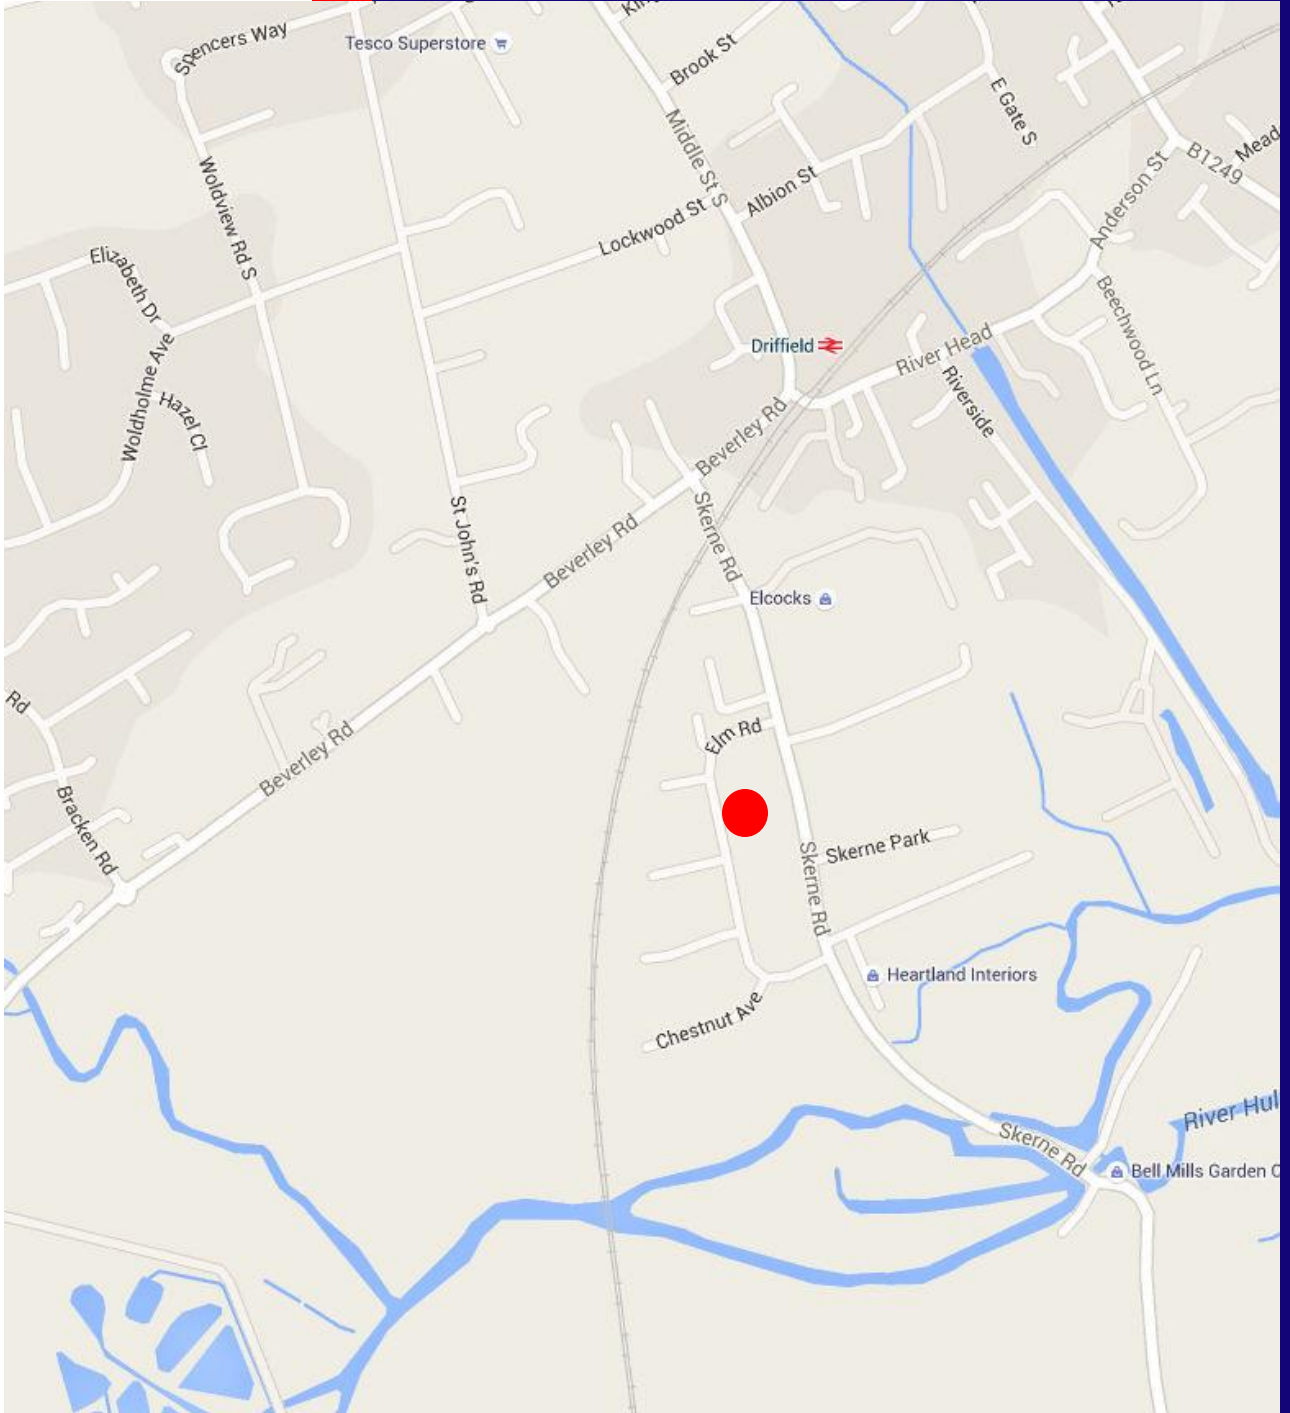 Spencers Way
Tesco Superstore
Brook St
E Gate S
Middle St S
Mead
B1249
Woldview Rd S
Albion St
Anderson St
Lockwood St
Elizabeth Dr
Beechwood Ln
Driffield
River Head
Woldholme Ave
Hazel Cl
Riverside
Beverley Rd
St John's Rd
Skerne Rd
Beverley Rd
Elcocks
Rd
Elm Rd
Beverley Rd
Bracken Rd
Skerne Park
Skerne Rd
Heartland Interiors
Chestnut Ave
River Hul
Skerne Rd
Bell Mills Garden C